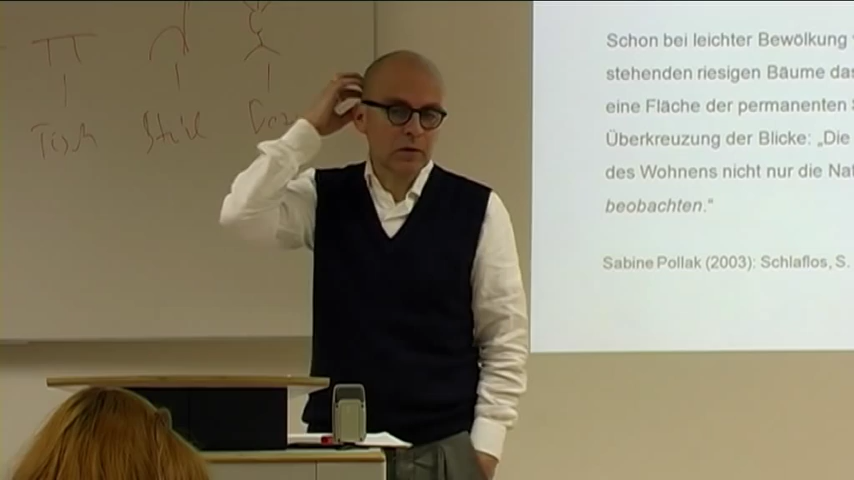 Tisch Stuhl
Schon bei leichter Bewölkung
stehenden riesigen Bäume das
eine Fläche der permanenten S
Überkreuzung der Blicke: „Die
des Wohnens nicht nur die Nat
beobachten.“
Sabine Pollak (2003): Schlaflos, S.